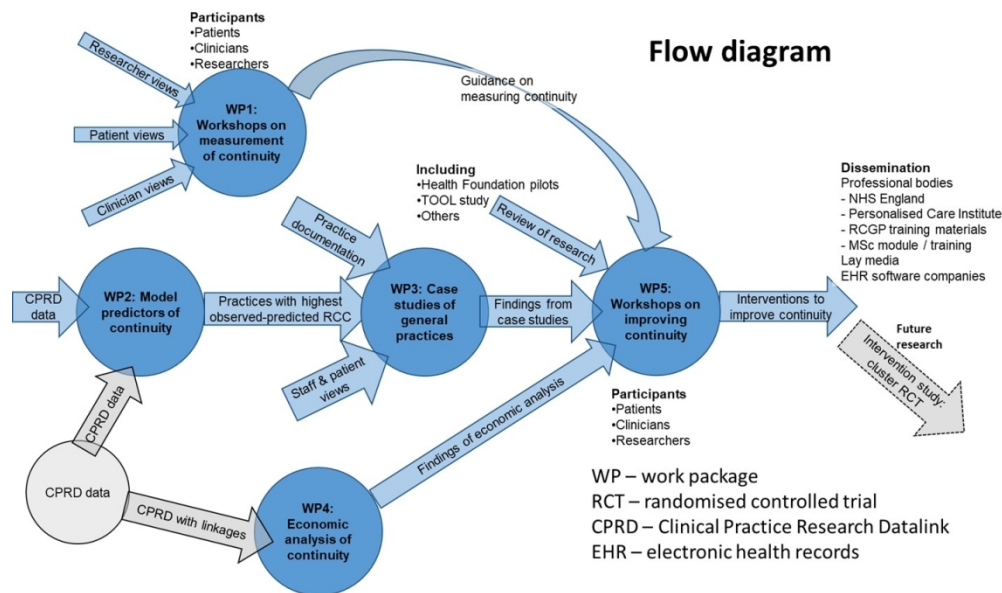 Flow diagram
Participants
•Patients
•Clinicians
•Researchers
Researcher views
Patient views
Clinician views
WP1:
Workshops on
measurement
of continuity
Guidance on
measuring continuity
Including
•Health Foundation pilots
•TOOL study
•Others
Dissemination
Professional bodies
- NHS England
- Personalised Care Institute
- RCGP training materials
- MSc module / training
Lay media
EHR software companies
Practice
documentation
Review of research
CPRD
data
WP2: Model
predictors of
continuity
Practices with highest
observed-predicted RCC
WP3: Case
studies of
general
practices
Findings from
case studies
WP5:
Workshops on
improving
continuity
Interventions to
improve continuity
Future
research
Intervention study:
cluster RCT
Staff & patient
views
CPRD data
CPRD data
CPRD with linkages
WP4:
Economic
analysis of
continuity
Findings of economic analysis
Participants
•Patients
•Clinicians
•Researchers
WP – work package
RCT – randomised controlled trial
CPRD – Clinical Practice Research Datalink
EHR – electronic health records